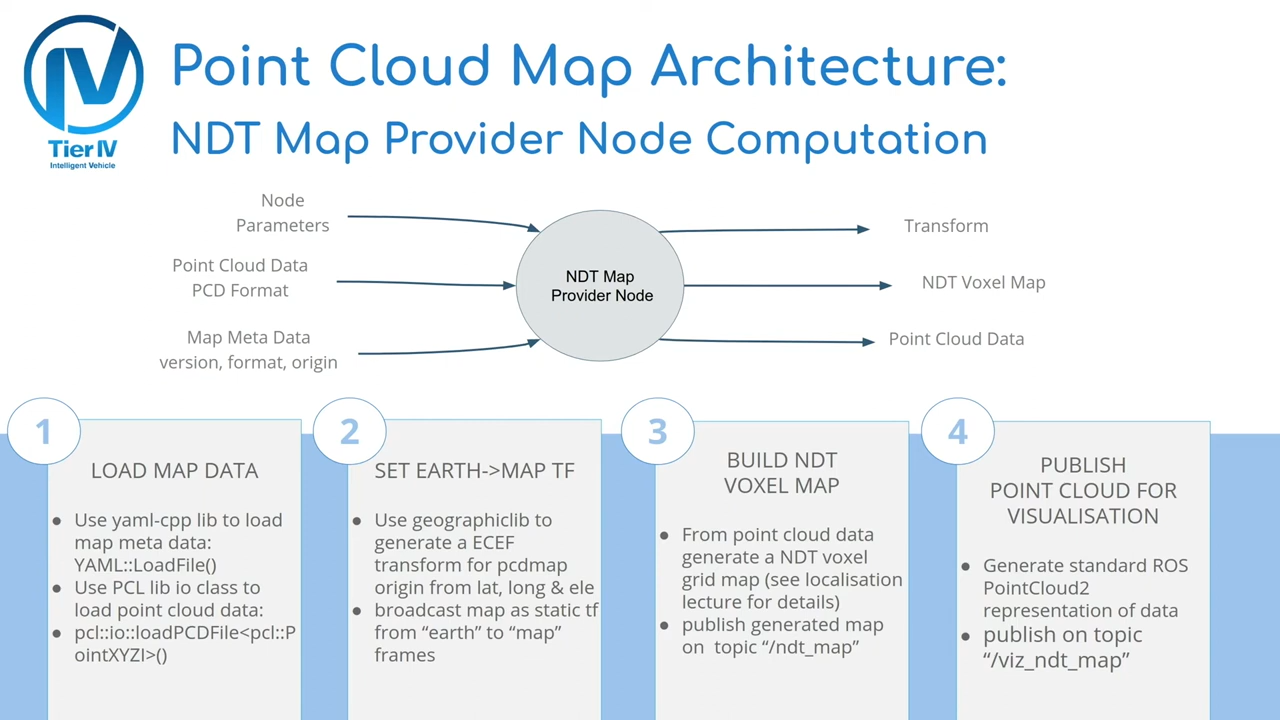 Tier IV
Intelligent Vehicle
Point Cloud Map Architecture:
NDT Map Provider Node Computation
Node
Parameters
Point Cloud Data
PCD Format
Map Meta Data
version, format, origin
NDT Map
Provider Node
Transform
NDT Voxel Map
Point Cloud Data
1
LOAD MAP DATA
● Use yaml-cpp lib to load
map meta data:
YAML::LoadFile()
● Use PCL lib io class to
load point cloud data:
● pcl::io::loadPCDFile<pcl::P
ointXYZI>()
2
SET EARTH->MAP TF
● Use geographiclib to
generate a ECEF
transform for pcdmap
origin from lat, long & ele
● broadcast map as static tf
from “earth” to “map”
frames
3
BUILD NDT
VOXEL MAP
● From point cloud data
generate a NDT voxel
grid map (see localisation
lecture for details)
● publish generated map
on topic “/ndt_map”
4
PUBLISH
POINT CLOUD FOR
VISUALISATION
● Generate standard ROS
PointCloud2
representation of data
● publish on topic
“/viz_ndt_map”